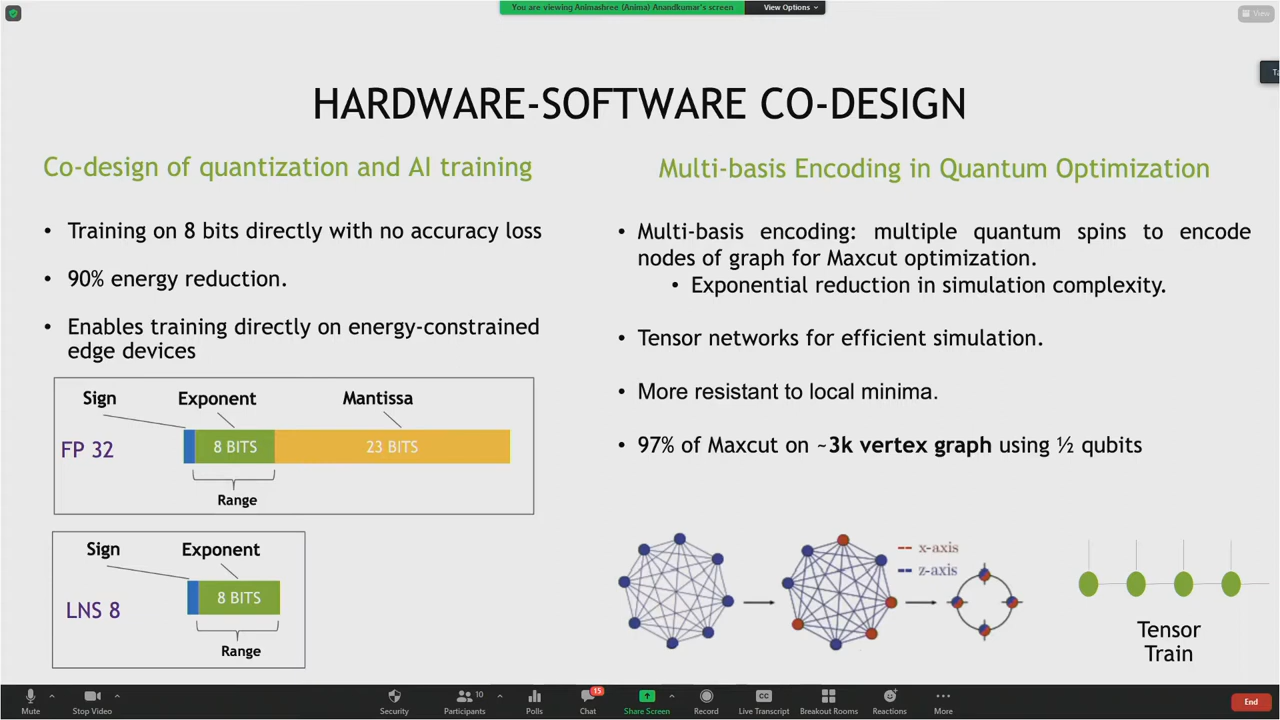 You are viewing Animashree (Anima) Anandkumar's screen
View Options
View
HARDWARE-SOFTWARE CO-DESIGN
Co-design of quantization and AI training
• Training on 8 bits directly with no accuracy loss
• 90% energy reduction.
• Enables training directly on energy-constrained
edge devices
Sign Exponent Mantissa
FP 32
8 BITS 23 BITS
Range
Sign Exponent
LNS 8
8 BITS
Range
Multi-basis Encoding in Quantum Optimization
• Multi-basis encoding: multiple quantum spins to encode
nodes of graph for Maxcut optimization.
• Exponential reduction in simulation complexity.
• Tensor networks for efficient simulation.
• More resistant to local minima.
• 97% of Maxcut on ~3k vertex graph using ½ qubits
x-axis
z-axis
Tensor
Train
Mute
Stop Video
Security
Participants 10
Polls
Chat 15
Share Screen
Record
CC
Live Transcript
Breakout Rooms
Reactions
More
End